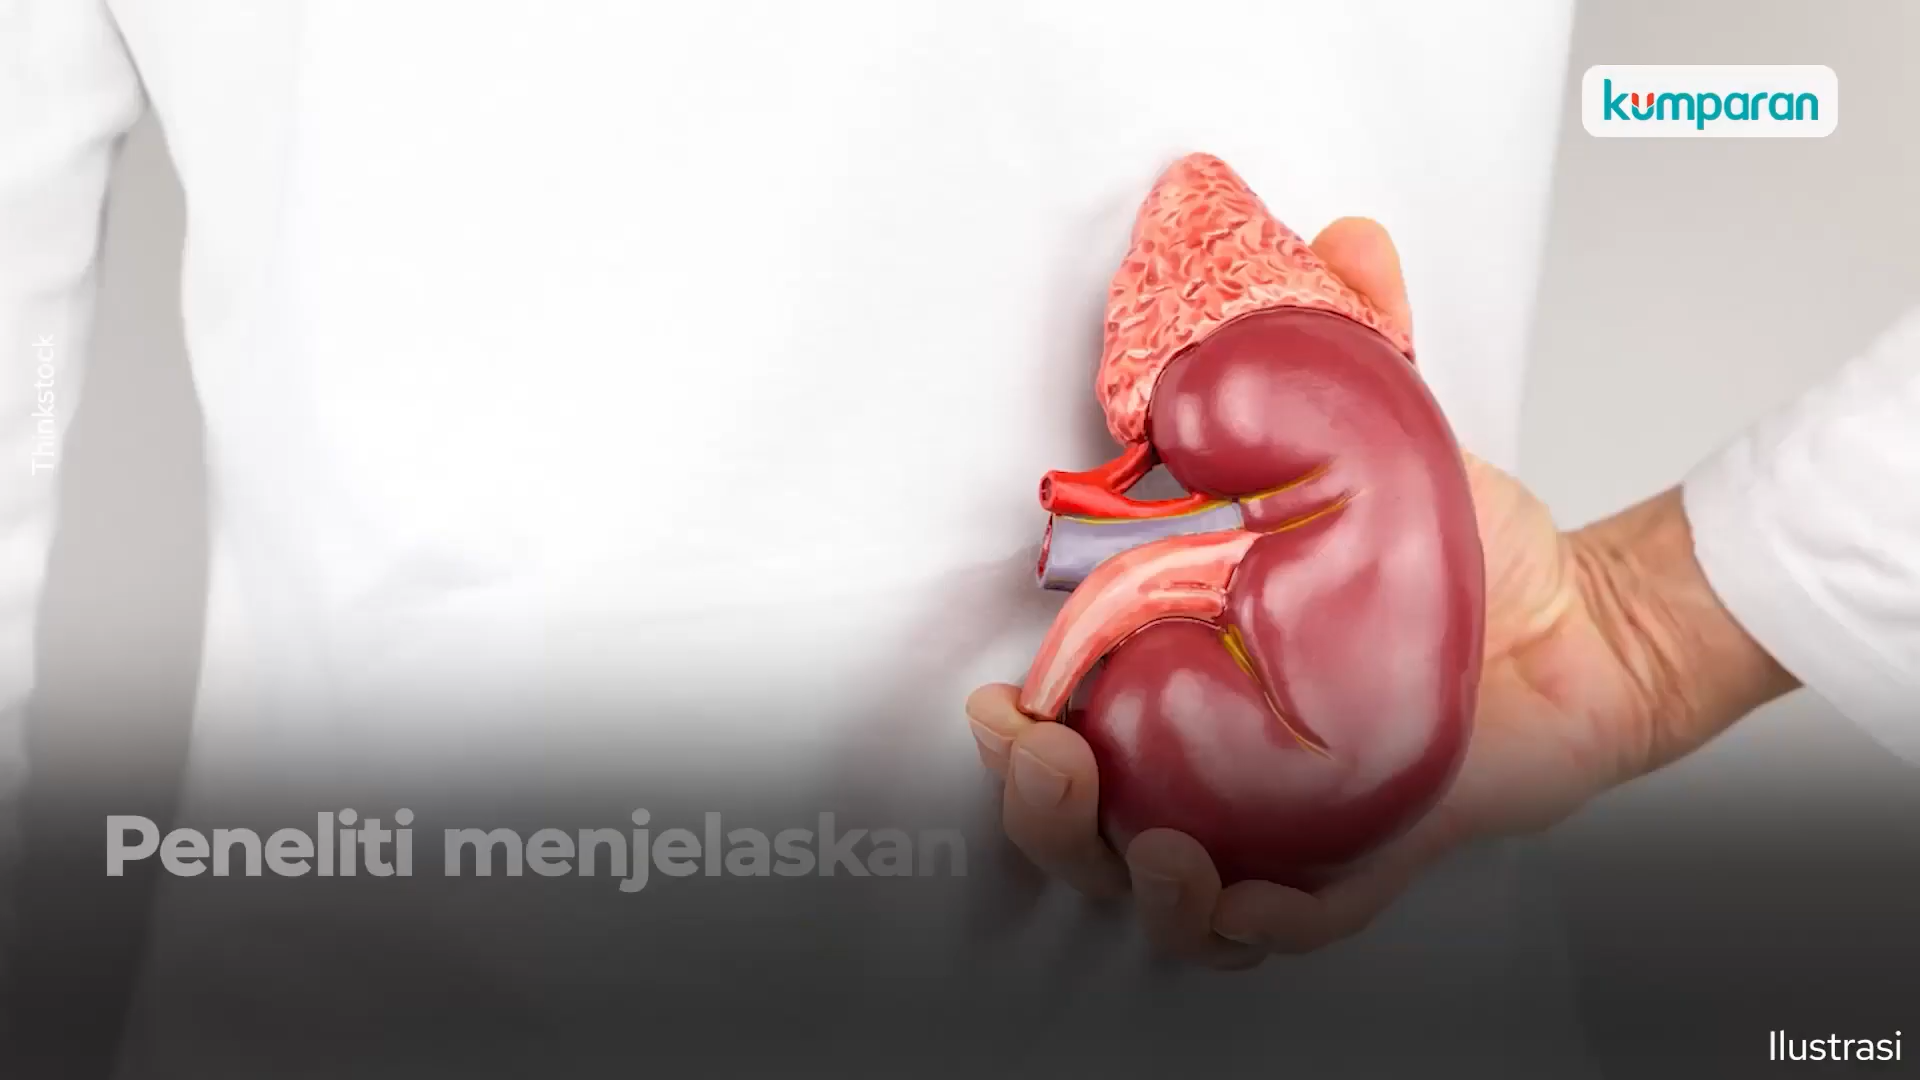 kumparan
Thinkstock
Peneliti menjelaskan
Ilustrasi